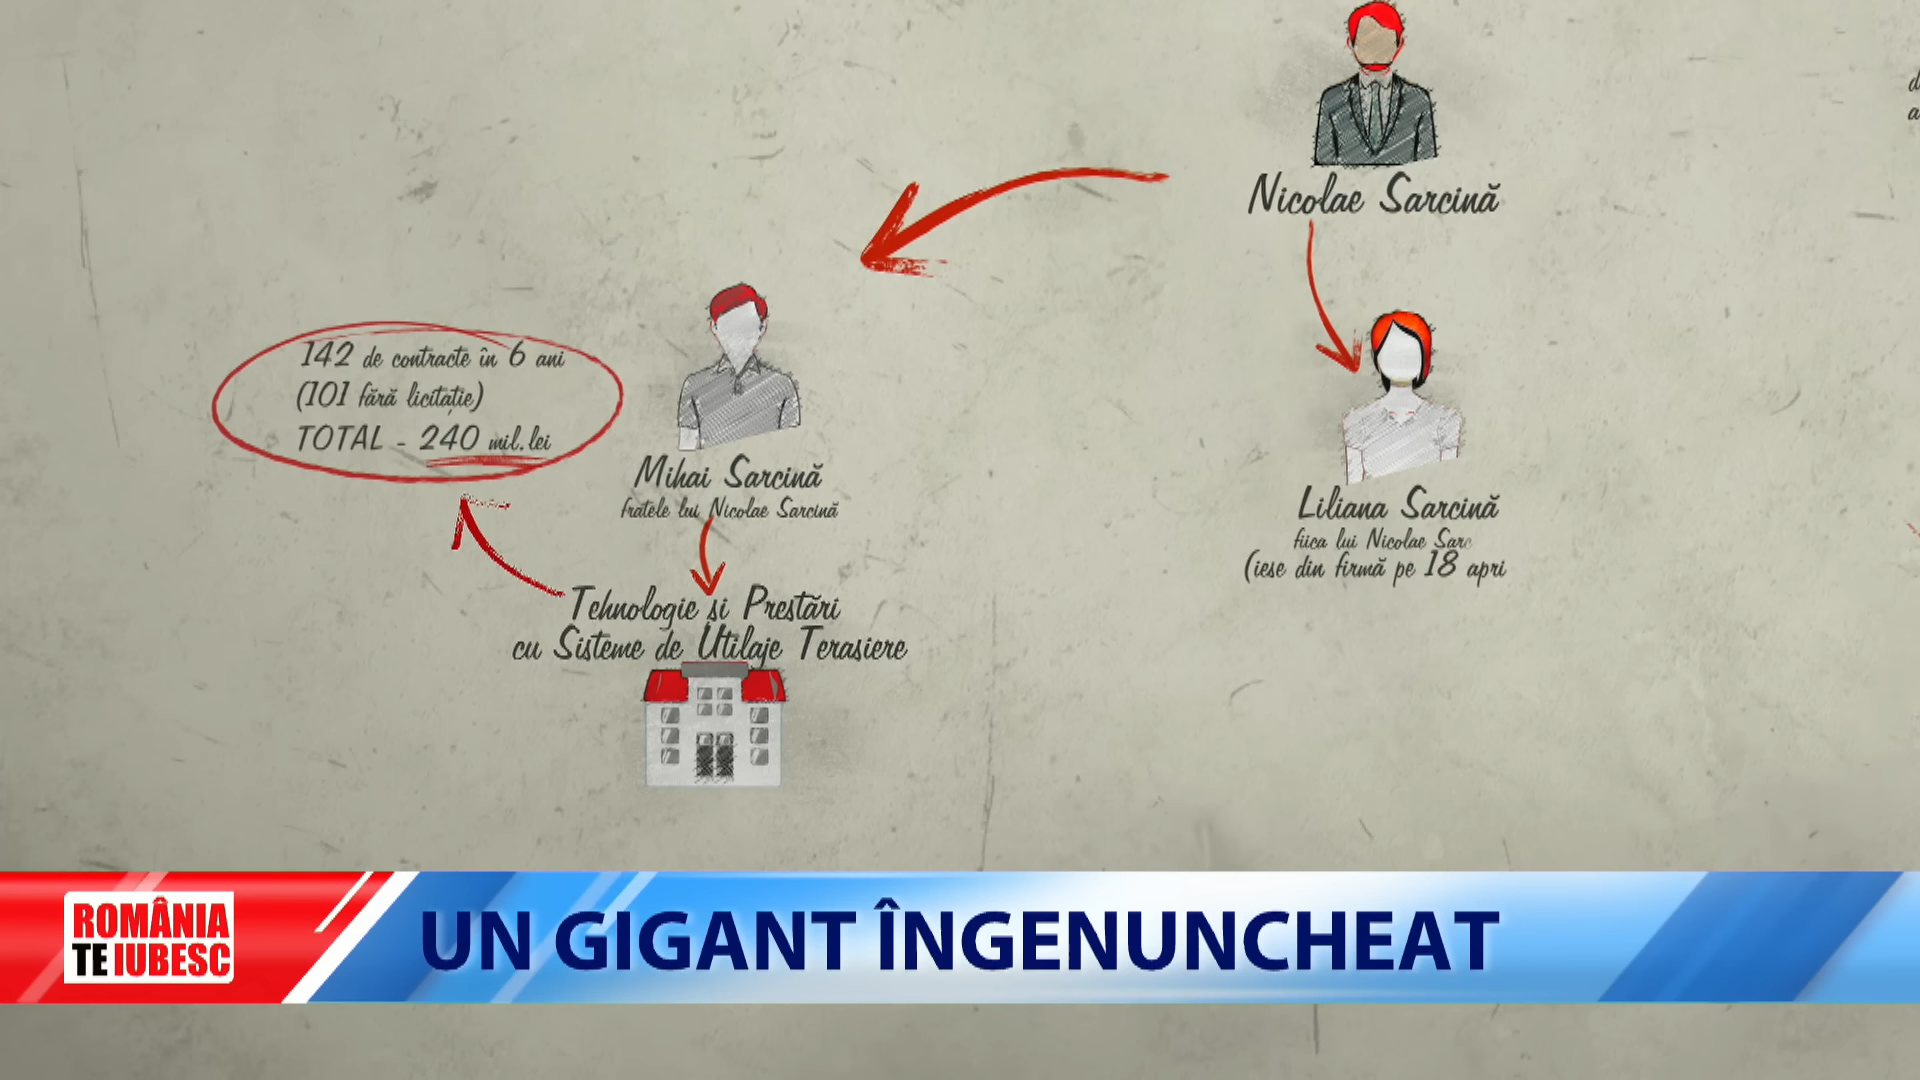 Nicolae Sarcină
142 de contracte în 6 ani
(101 fără licitație)
TOTAL - 240 mil.lei
Mihai Sarcină
fratele lui Nicolae Sarcină
Liliana Sarcină
fiica lui Nicolae Sarc
(iese din firmă pe 18 apri
Tehnologie și Prestări
cu Sisteme de Utilaje Terasiere
ROMÂNIA
TE IUBESC
UN GIGANT ÎNGENUNCHEAT